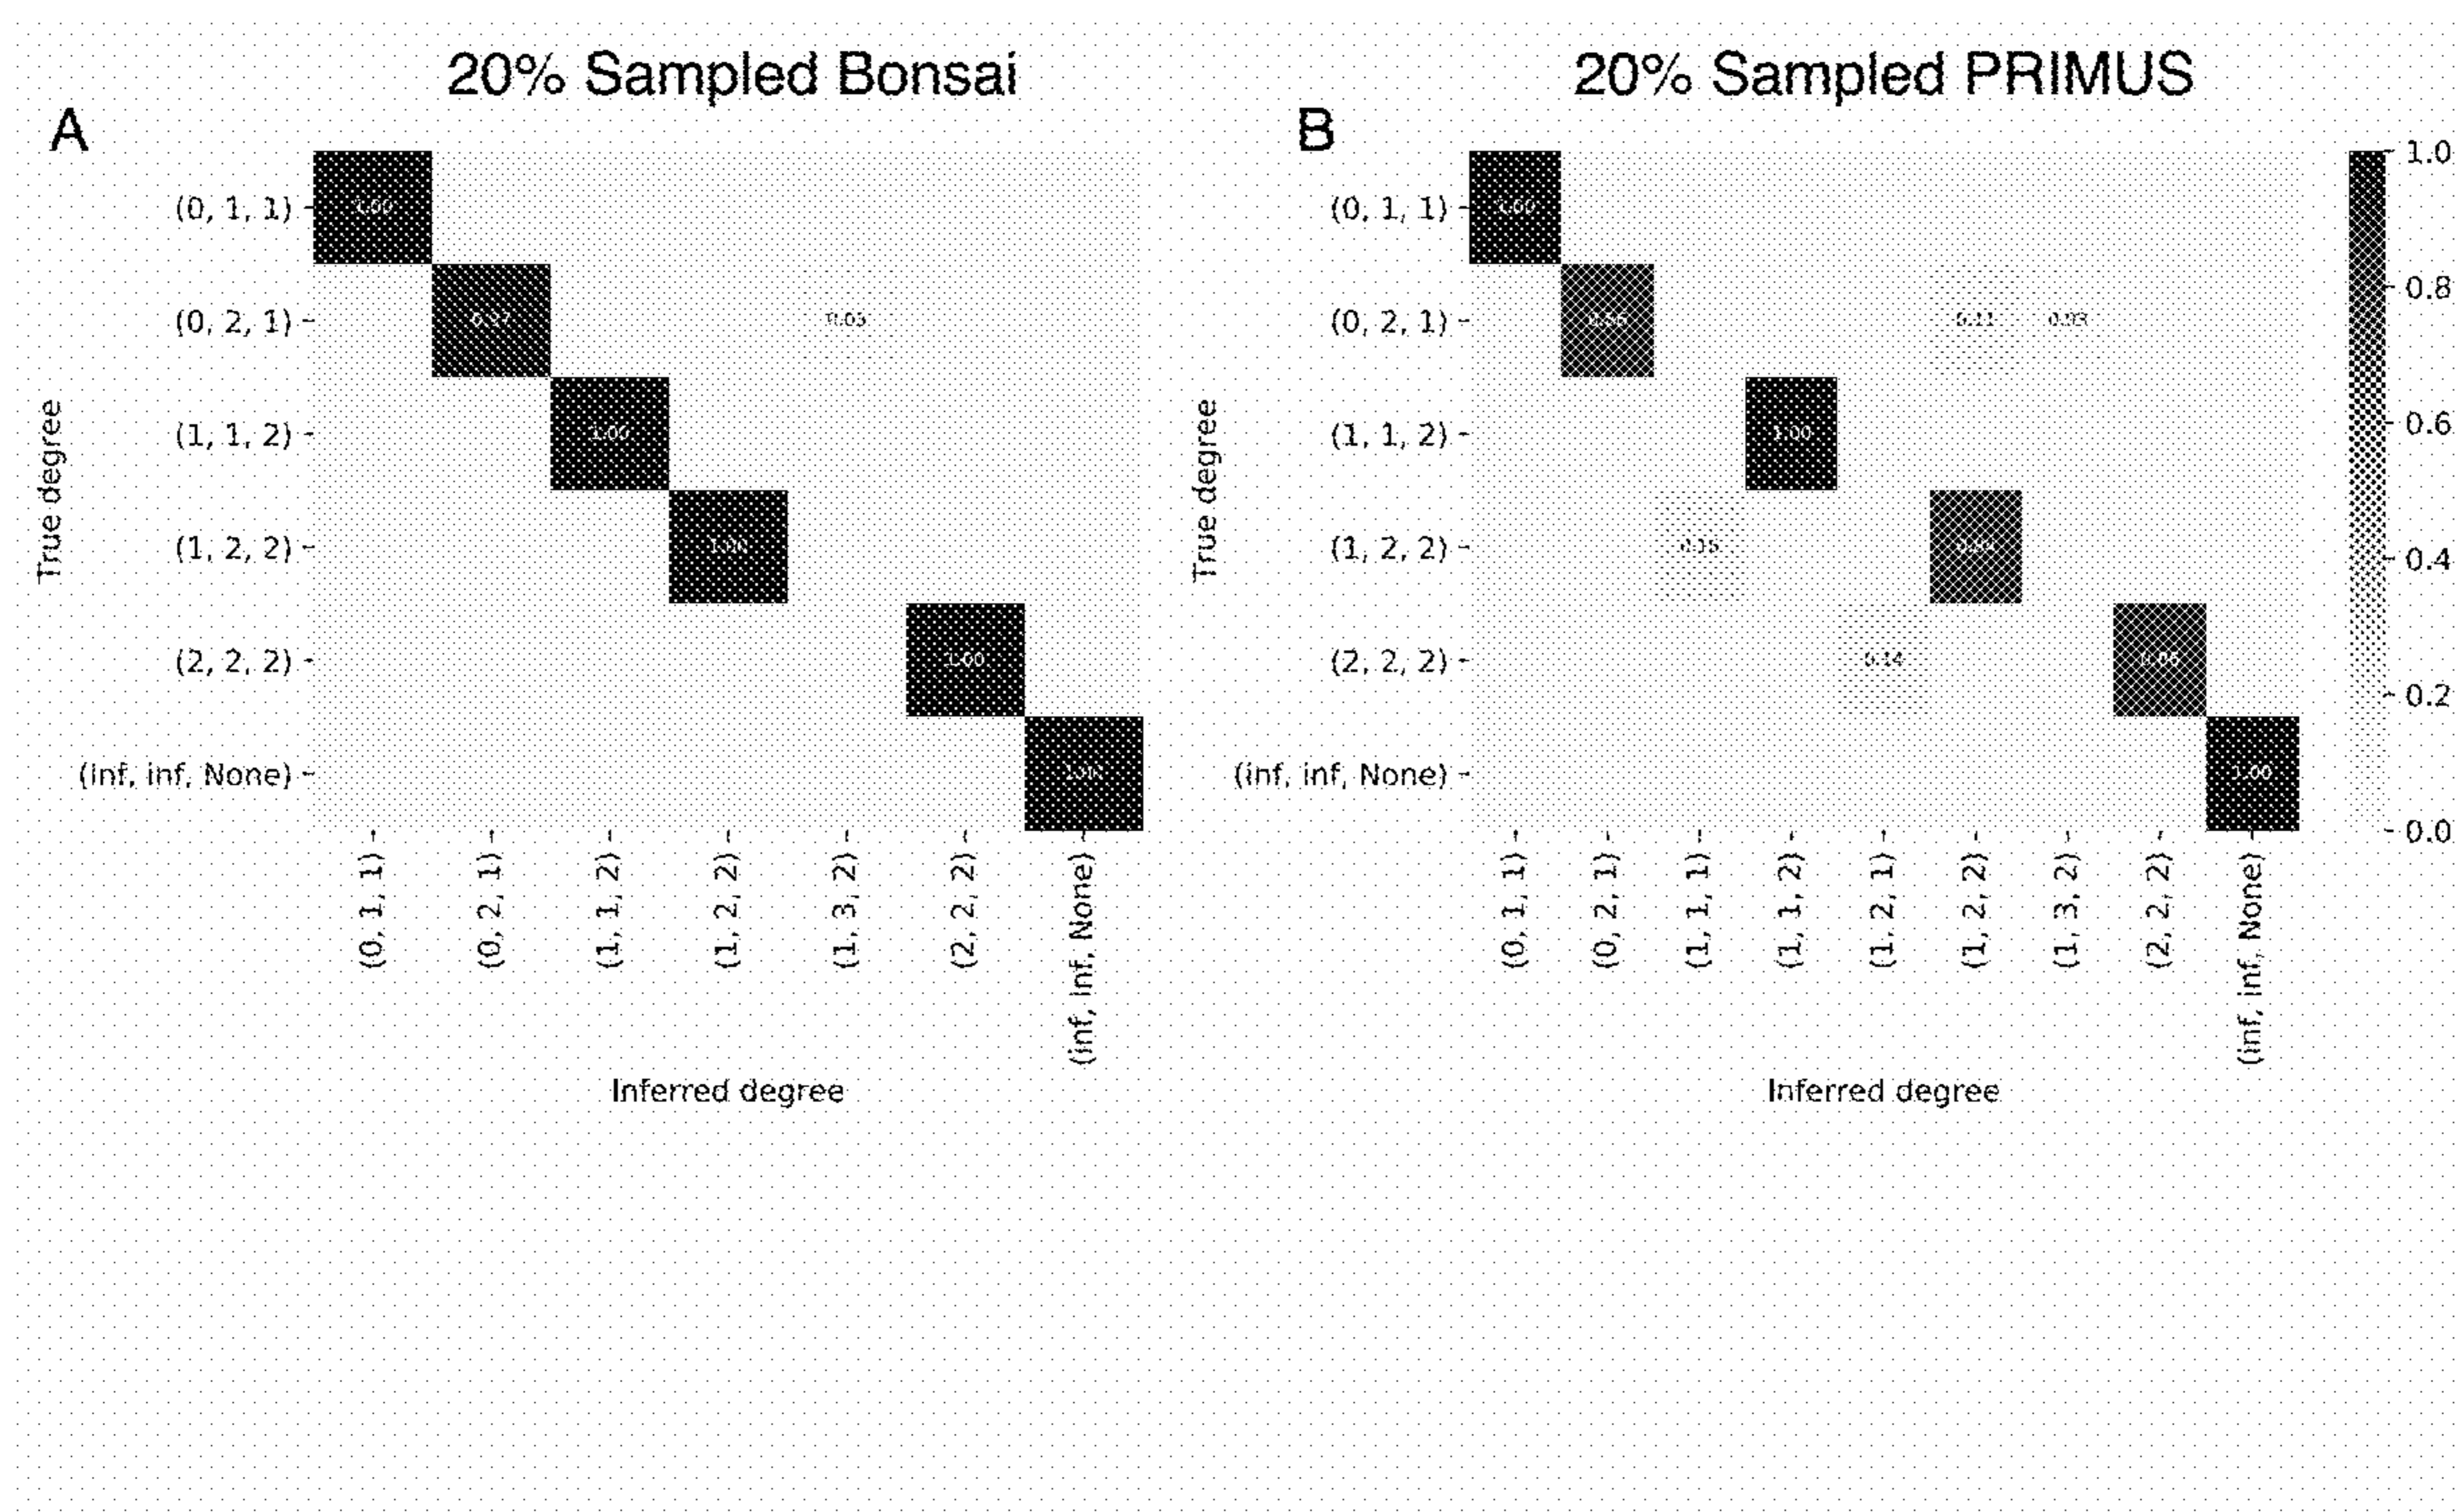 20% Sampled Bonsai
A
True degree
(0, 1, 1)
(0, 2, 1)
(1, 1, 2)
(1, 2, 2)
(2, 2, 2)
(inf, inf, None)
1.00
0.97
0.03
1.00
1.00
1.00
1.00
(0, 1, 1)
(0, 2, 1)
(1, 1, 2)
(1, 2, 2)
(1, 3, 2)
(2, 2, 2)
(inf, inf, None)
Inferred degree
20% Sampled PRIMUS
B
True degree
(0, 1, 1)
(0, 2, 1)
(1, 1, 2)
(1, 2, 2)
(2, 2, 2)
(inf, inf, None)
1.00
0.11
0.03
1.00
0.14
1.00
(0, 1, 1)
(0, 2, 1)
(1, 1, 1)
(1, 1, 2)
(1, 2, 1)
(1, 2, 2)
(1, 3, 2)
(2, 2, 2)
(inf, inf, None)
Inferred degree
1.0
0.8
0.6
0.4
0.2
0.0